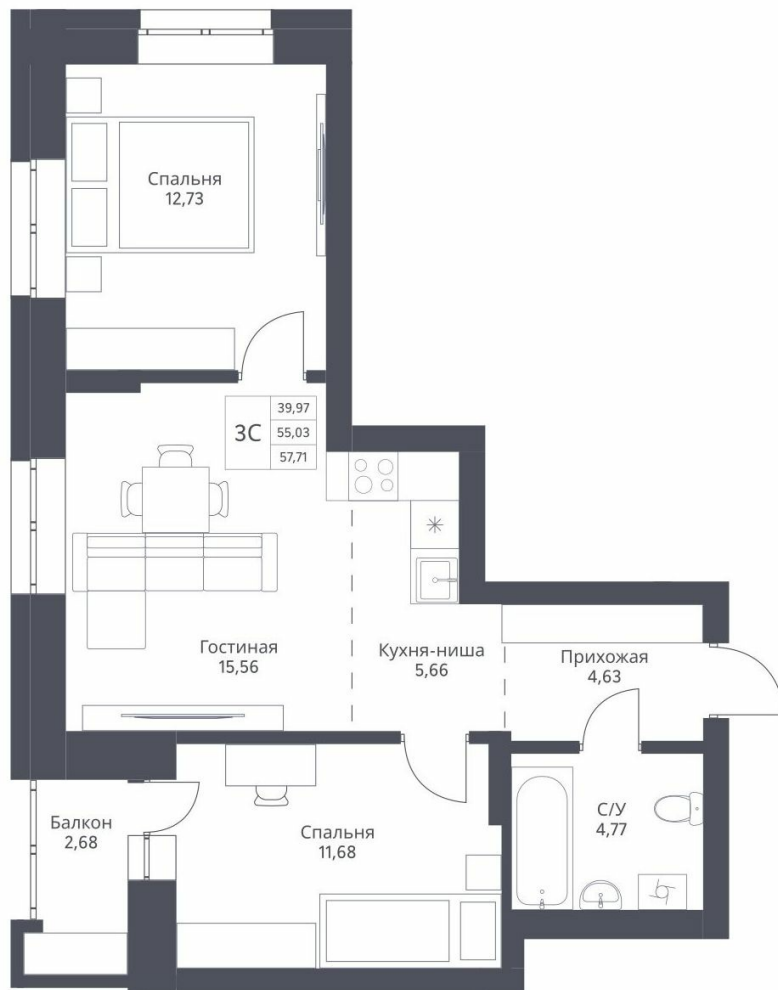 Спальня
12,73
3С
39,97
55,03
57,71
Гостиная
15,56
Кухня-ниша
5,66
Прихожая
4,63
Балкон
2,68
Спальня
11,68
С/У
4,77